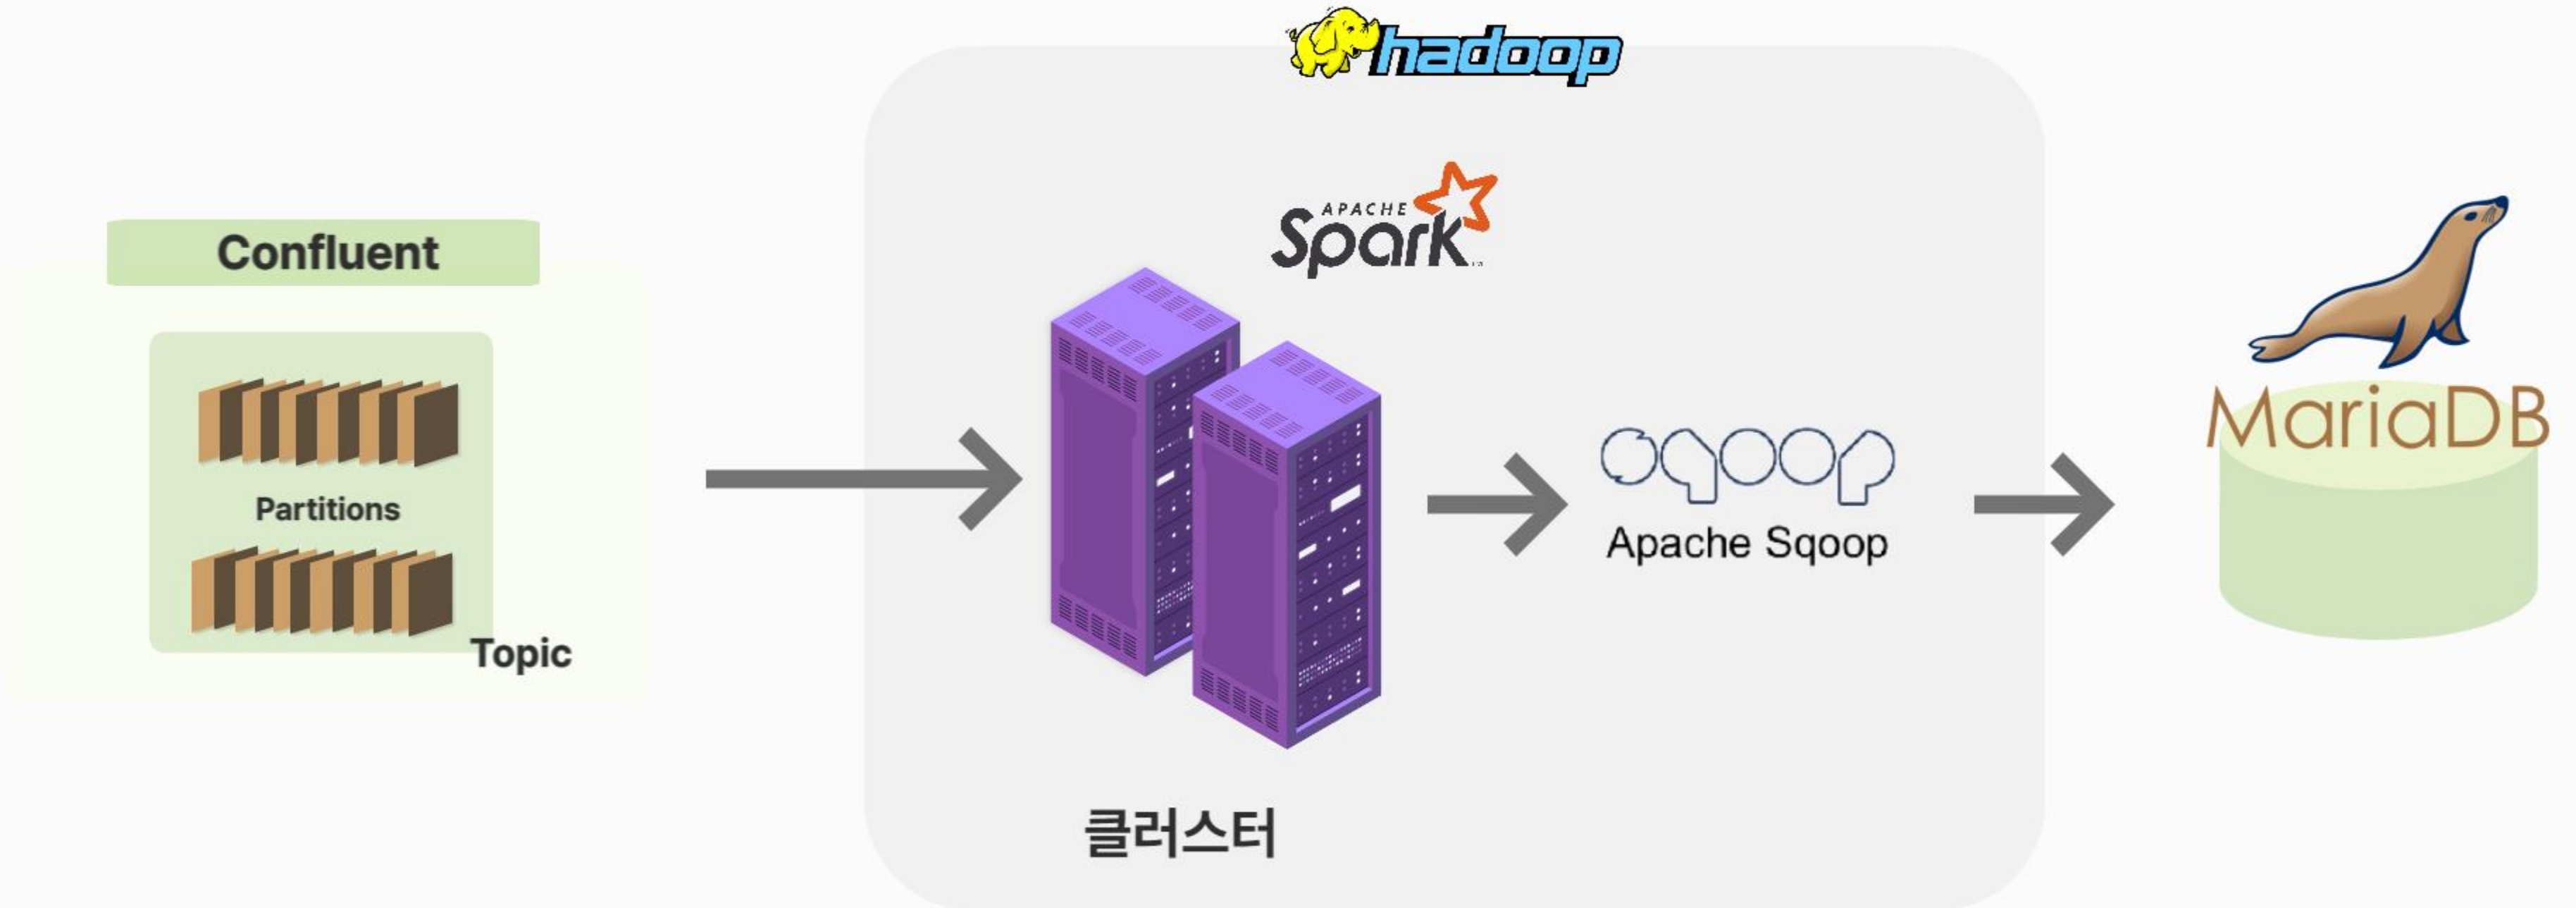 hadoop
APACHE
Spark
Confluent
Partitions
Topic
sqoop
Apache Sqoop
MariaDB
클러스터